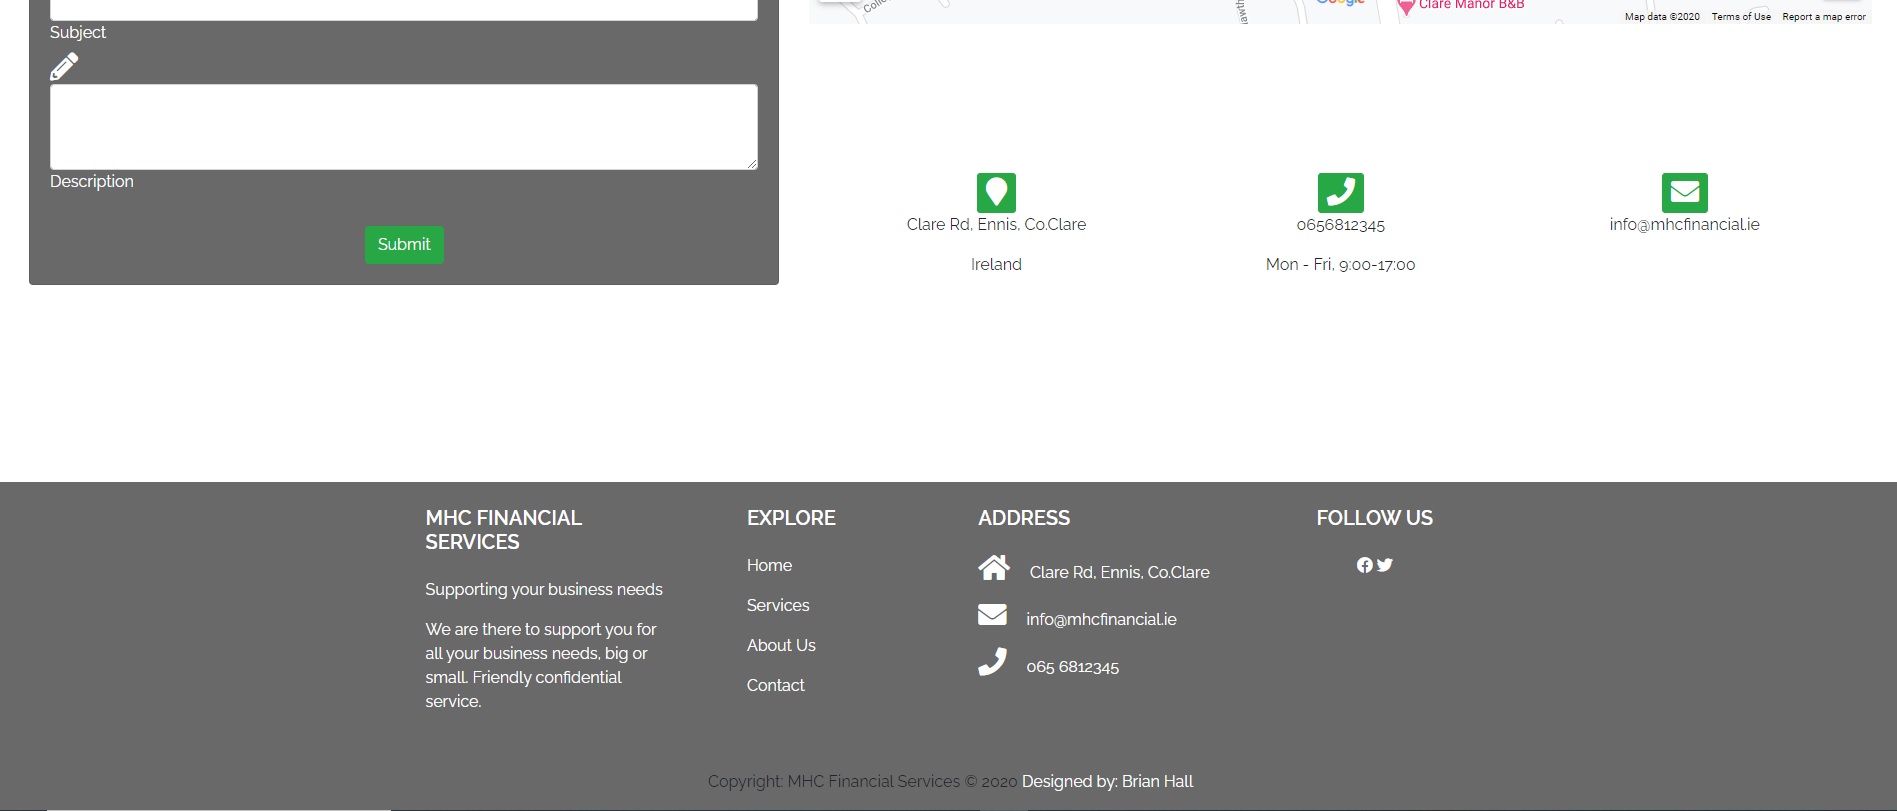 Subject
Description
Submit
Google
Clare Manor B&B
Map data ©2020 Terms of Use Report a map error
Clare Rd, Ennis, Co.Clare
Ireland
0656812345
Mon - Fri, 9:00-17:00
info@mhcfinancial.ie
MHC FINANCIAL
SERVICES
Supporting your business needs
We are there to support you for
all your business needs, big or
small. Friendly confidential
service.
EXPLORE
Home
Services
About Us
Contact
ADDRESS
Clare Rd, Ennis, Co.Clare
info@mhcfinancial.ie
065 6812345
FOLLOW US
Copyright: MHC Financial Services © 2020 Designed by: Brian Hall